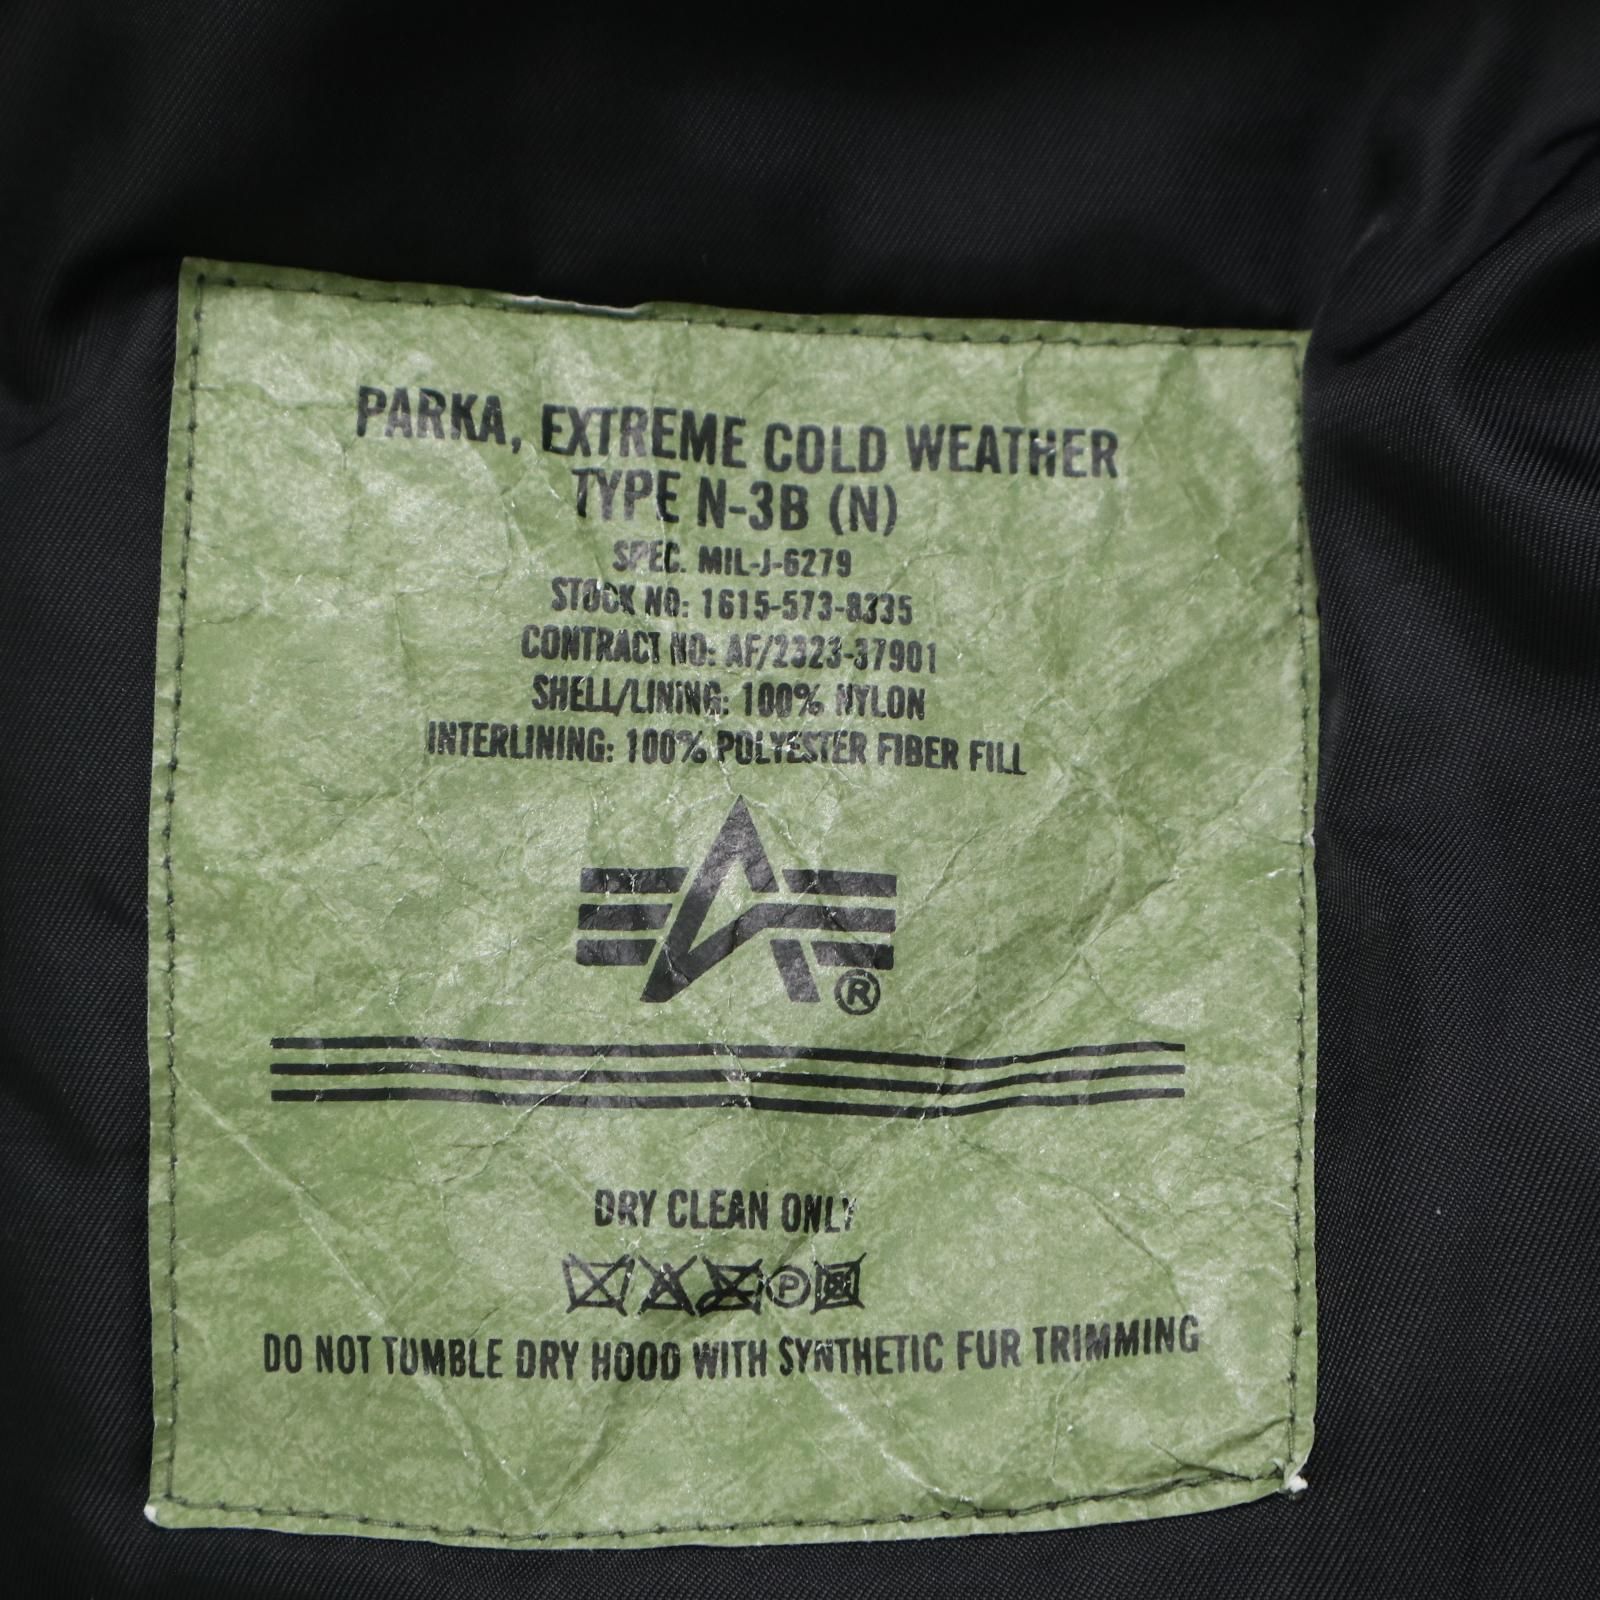 PARKA, EXTREME COLD WEATHER
TYPE N-3B (N)
SPEC. MIL-J-6279
STOCK NO: 1615-573-8335
CONTRACT NO: AF/2323-37901
SHELL/LINING: 100% NYLON
INTERLINING: 100% POLYESTER FIBER FILL
®
DRY CLEAN ONLY
P
DO NOT TUMBLE DRY HOOD WITH SYNTHETIC FUR TRIMMING